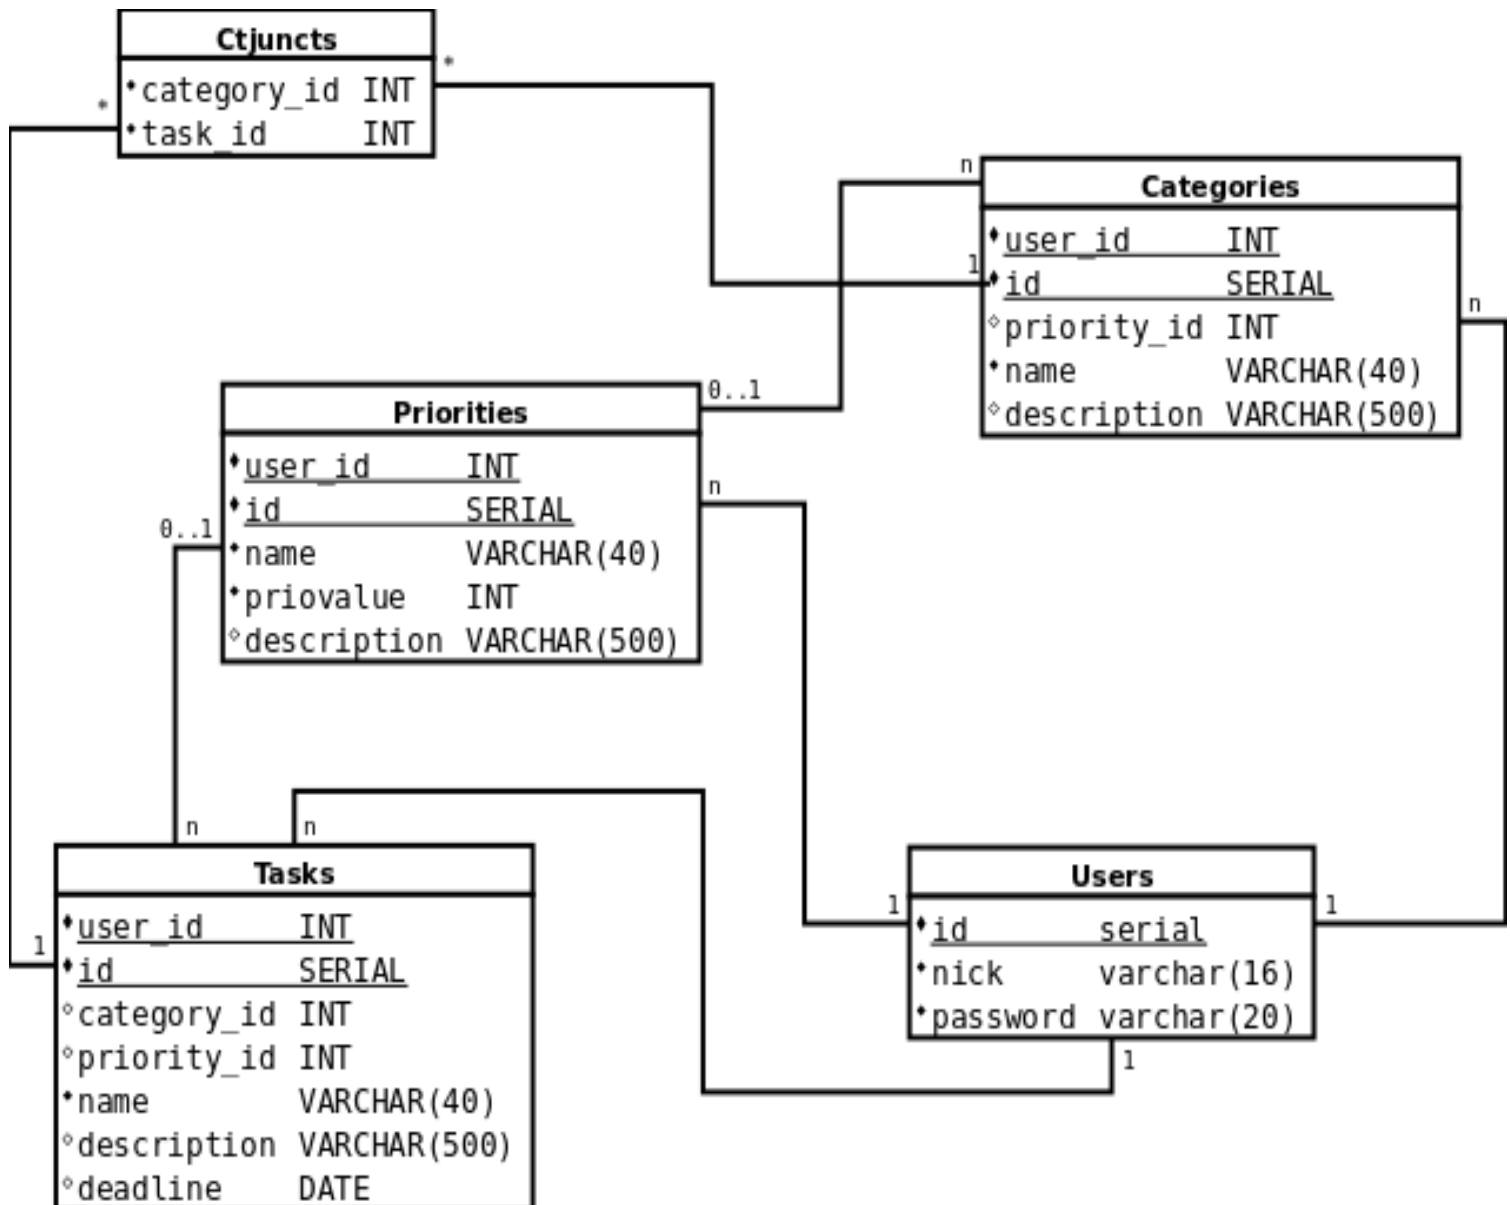 Ctjuncts
*
category_id INT
*
task_id INT
n
Categories
user_id INT
1
id SERIAL
n
priority_id INT
name VARCHAR(40)
description VARCHAR(500)
0..1
Priorities
user_id INT
n
id SERIAL
0..1
name VARCHAR(40)
priovalue INT
description VARCHAR(500)
n
n
Tasks
user_id INT
1
id SERIAL
category_id INT
priority_id INT
name VARCHAR(40)
description VARCHAR(500)
deadline DATE
Users
1
1
id serial
nick varchar(16)
password varchar(20)
1